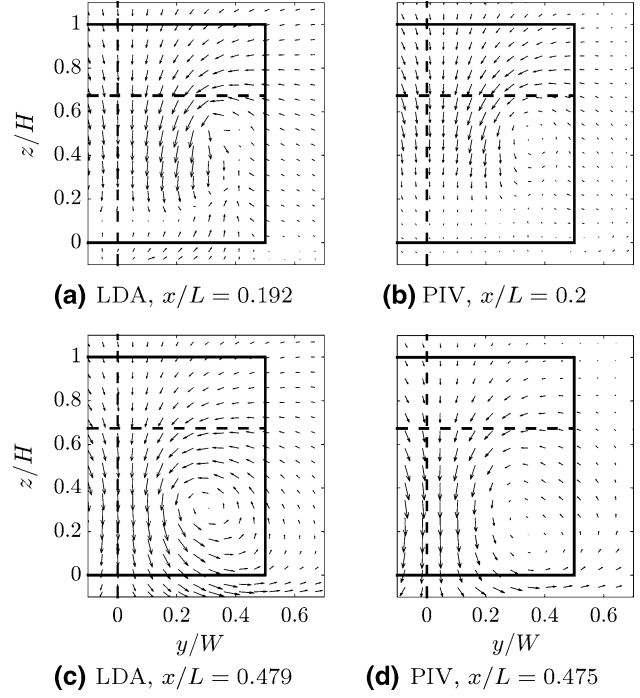 1
0.8
0.6
0.4
0.2
0
z/H
(a) LDA, x/L = 0.192
(b) PIV, x/L = 0.2
1
0.8
0.6
0.4
0.2
0
z/H
0 0.2 0.4 0.6
0 0.2 0.4 0.6
y/W
y/W
(c) LDA, x/L = 0.479
(d) PIV, x/L = 0.475